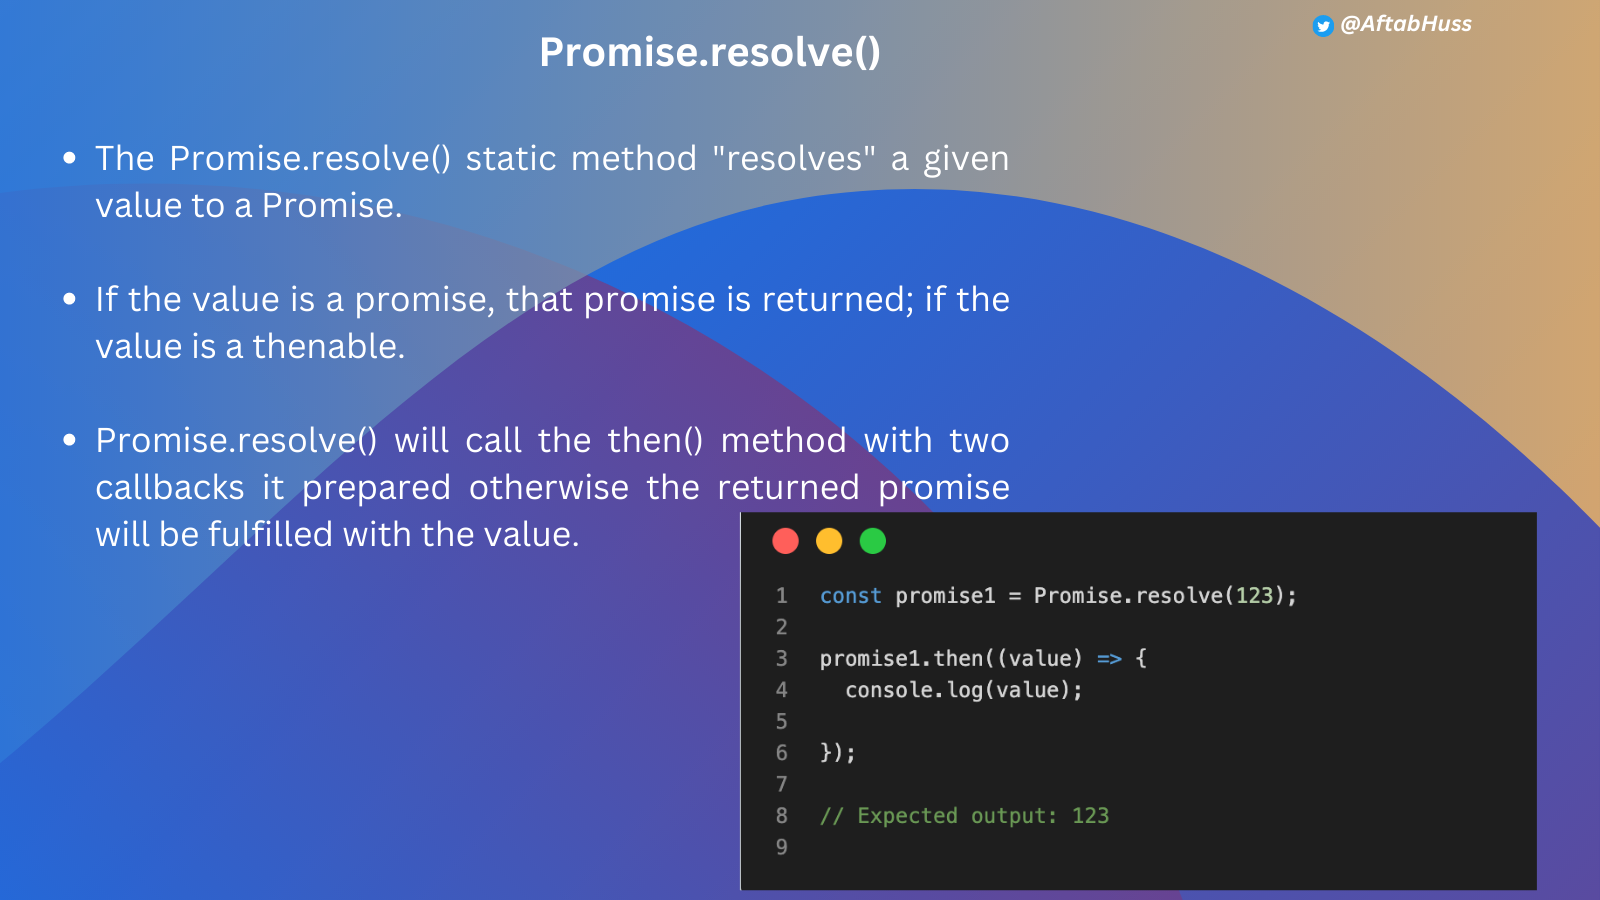 @AftabHuss
Promise.resolve()
• The Promise.resolve() static method "resolves" a given
value to a Promise.
• If the value is a promise, that promise is returned; if the
value is a thenable.
• Promise.resolve() will call the then() method with two
callbacks it prepared otherwise the returned promise
will be fulfilled with the value.
1 const promise1 = Promise.resolve(123);
2
3 promise1.then((value) => {
4   console.log(value);
5
6 });
7
8 // Expected output: 123
9